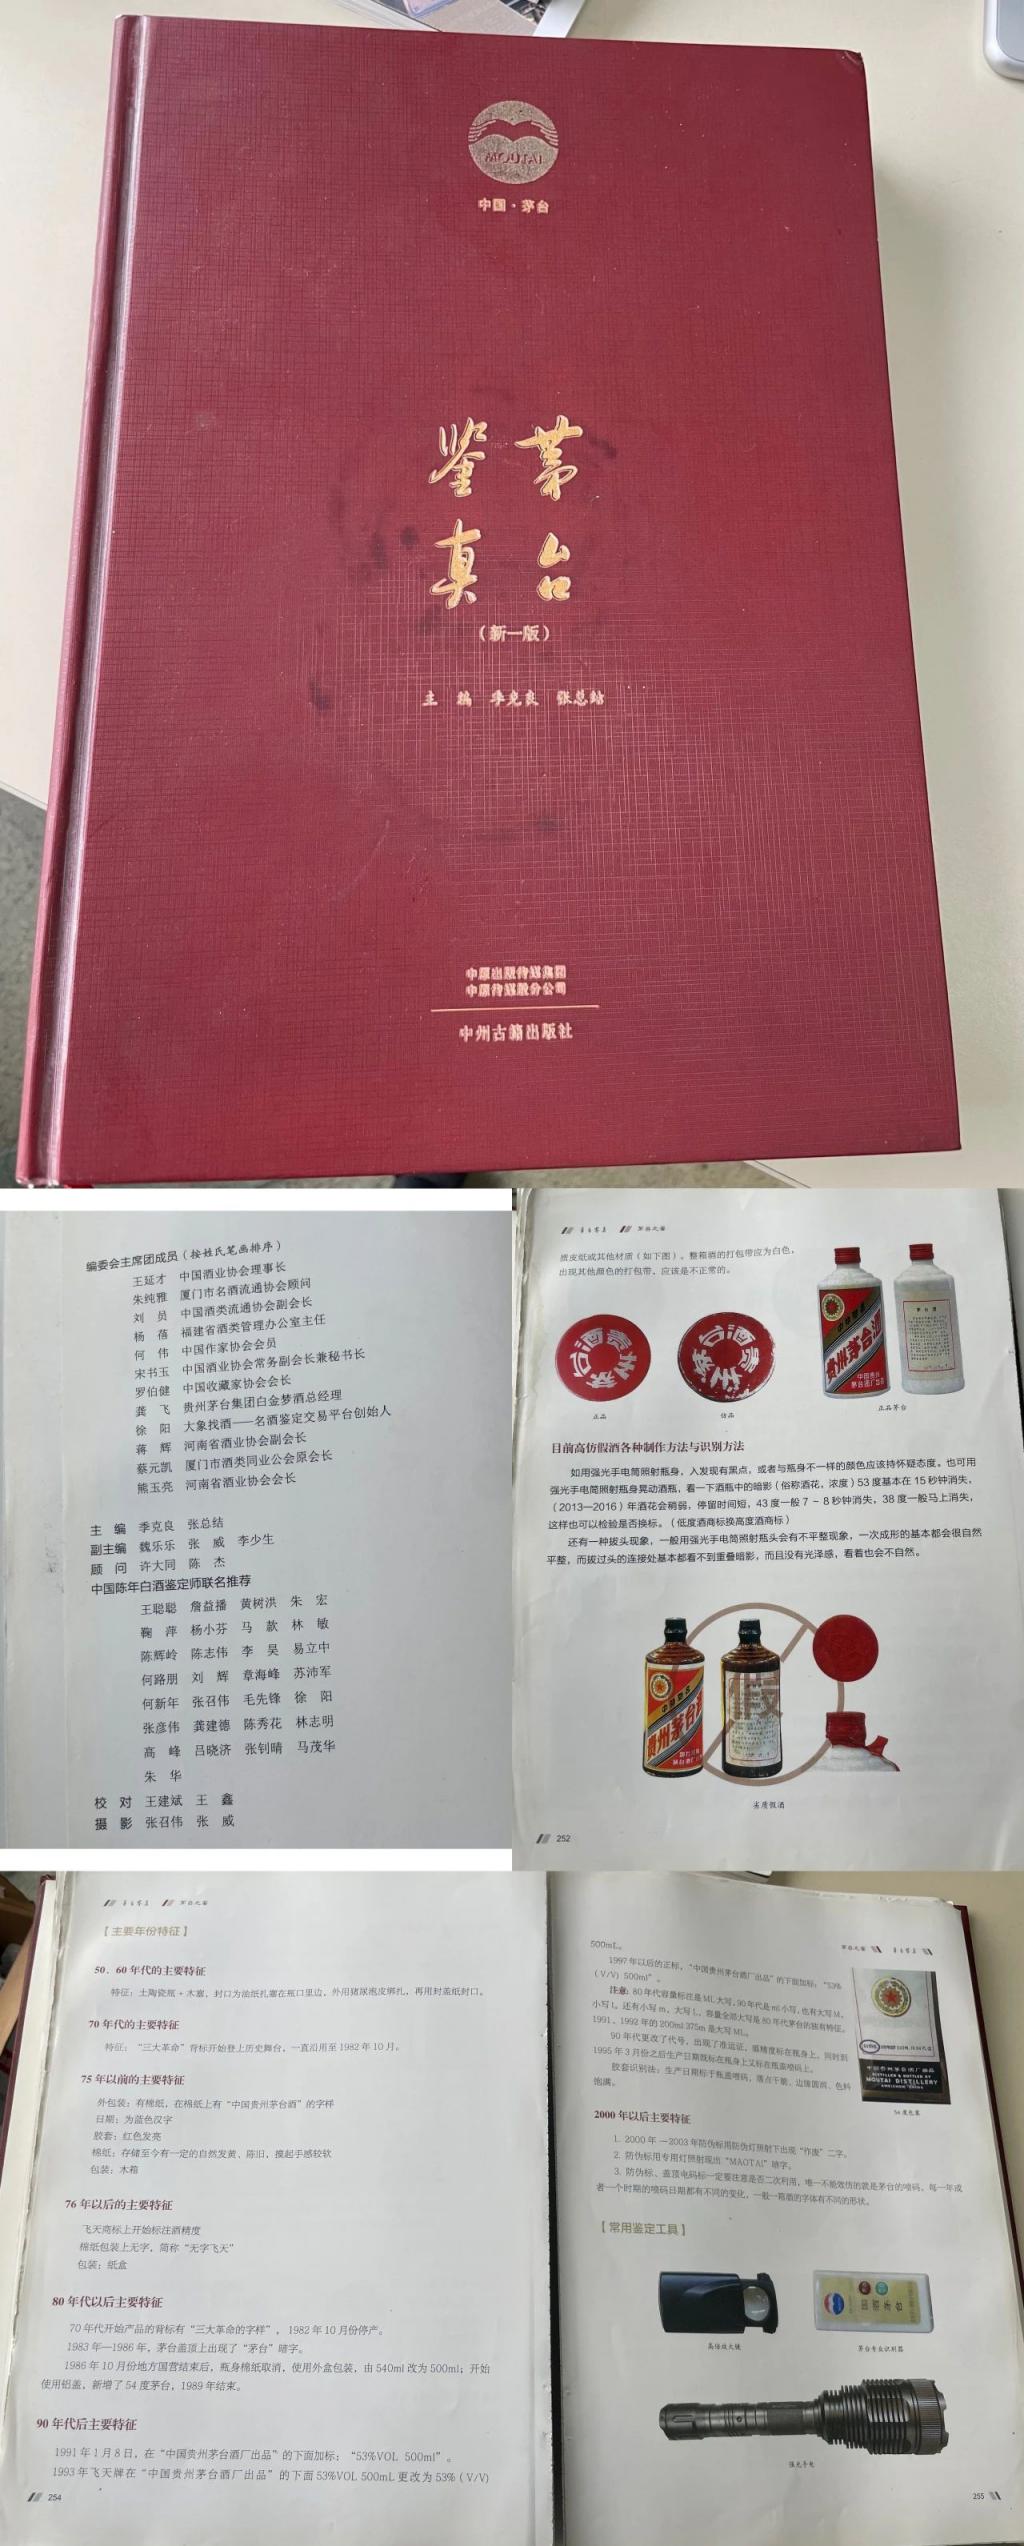 MOUTAI
中国·茅台
茅台
鉴真
（新一版）
主 编 季克良 张总结
中原出版传媒集团
中原传媒股份公司
中州古籍出版社
编委会主席团成员（按姓氏笔画排序）
王延才 中国酒业协会理事长
朱纯雅 厦门市名酒流通协会顾问
刘 员 中国酒类流通协会副会长
杨 蓓 福建省酒类管理办公室主任
何 伟 中国作家协会会员
宋书玉 中国酒业协会常务副会长兼秘书长
罗伯健 中国收藏家协会会长
龚 飞 贵州茅台集团白金梦酒总经理
徐 阳 大象找酒——名酒鉴定交易平台创始人
蒋 辉 河南省酒业协会副会长
蔡元凯 厦门市酒类同业公会原会长
熊玉亮 河南省酒业协会会长
主 编 季克良 张总结
副主编 魏乐乐 张 威 李少生
顾 问 许大同 陈 杰
中国陈年白酒鉴定师联名推荐
王聪聪 詹益播 黄树洪 朱 宏
鞠 萍 杨小芬 马 款 林 敏
陈辉岭 陈志伟 李 昊 易立中
何路朋 刘 辉 章海峰 苏沛军
何新年 张召伟 毛先锋 徐 阳
张彦伟 龚建德 陈秀花 林志明
高 峰 吕晓济 张钊晴 马茂华
朱 华
校 对 王建斌 王 鑫
摄 影 张召伟 张 威
浆皮纸或其他材质（如下图）。整箱酒的打包带应为白色，
出现其他颜色的打包带，应该是不正常的。
正品
仿品
正品茅台
目前高仿假酒各种制作方法与识别方法
如用强光手电筒照射瓶身，入发现有黑点，或者与瓶身不一样的颜色应该持怀疑态度。也可用
强光手电筒照射瓶身晃动酒瓶，看一下酒瓶中的暗影（俗称酒花，浓度）53 度基本在 15 秒钟消失，
（2013—2016）年酒花会稍弱，停留时间短，43 度一般 7 ~ 8 秒钟消失，38 度一般马上消失，
这样也可以检验是否换标。（低度酒商标换高度酒商标）
还有一种拔头现象，一般用强光手电筒照射瓶头会有不平整现象，一次成形的基本都会很自然
平整，而拔过头的连接处基本都看不到重叠暗影，而且没有光泽感，看着也会不自然。
贵州茅台酒
假
劣质假酒
252
【主要年份特征】
50、60 年代的主要特征
特征：土陶瓷瓶 + 木塞，封口为油纸扎塞在瓶口里边，外用猪尿泡皮绑扎，再用封盖纸封口。
70 年代的主要特征
特征：“三大革命”背标开始登上历史舞台，一直沿用至 1982 年 10 月。
75 年以前的主要特征
外包装：有棉纸，在棉纸上有“中国贵州茅台酒”的字样
日期：为蓝色汉字
胶套：红色发亮
棉纸：存储至今有一定的自然发黄、陈旧，摸起手感较软
包装：木箱
76 年以后的主要特征
飞天商标上开始标注酒精度
棉纸包装上无字，简称“无字飞天”
包装：纸盒
80 年代以后主要特征
70 年代开始产品的背标有“三大革命的字样”，1982 年 10 月份停产。
1983 年—1986 年，茅台盖顶上出现了“茅台”暗字。
1986 年 10 月份地方国营结束后，瓶身棉纸取消，使用外盒包装，由 540ml 改为 500ml；开始
使用铝盖，新增了 54 度茅台，1989 年结束。
90 年代后主要特征
1991 年 1 月 8 日，在“中国贵州茅台酒厂出品”的下面加标：“53%VOL 500ml”。
1993 年飞天牌在“中国贵州茅台酒厂出品”的下面 53%VOL 500mL 更改为 53% (V/V)
254
500mL。
1997 年以后的正标，“中国贵州茅台酒厂出品”的下面加标：“53%
(V/V) 500ml”。
注意：80 年代容量标注是 ML 大写，90 年代是 ml 小写，也有大写 M、
小写 l。还有小写 m，大写 L，容量全部大写是 80 年代茅台的独有特征。
1991、1992 年的 200ml 375m 是大写 ML。
90 年代更改了代号，出现了准运证，酒精度标在瓶身上，同时到
1995 年 3 月份之后生产日期既标在瓶身上又标在瓶盖喷码上。
胶套识别法：生产日期标于瓶盖喷码，落点干脆、边缘圆润、色料
饱满。
DISTILLED & BOTTLED BY
MOUTAI DISTILLERY
54 度包装
2000 年以后主要特征
1. 2000 年 —2003 年防伪标用防伪灯照射下出现“作废”二字。
2. 防伪标用专用灯照射现出“MAOTAI”暗字。
3. 防伪标、盖顶电码标一定要注意是否二次利用，唯一不能效仿的就是茅台的喷码，每一年或
者一个时期的喷码日期都有不同的变化，一般一箱酒的字体有不同的形状。
【常用鉴定工具】
国酒茅台
高倍放大镜
茅台专业识别器
强光手电
255